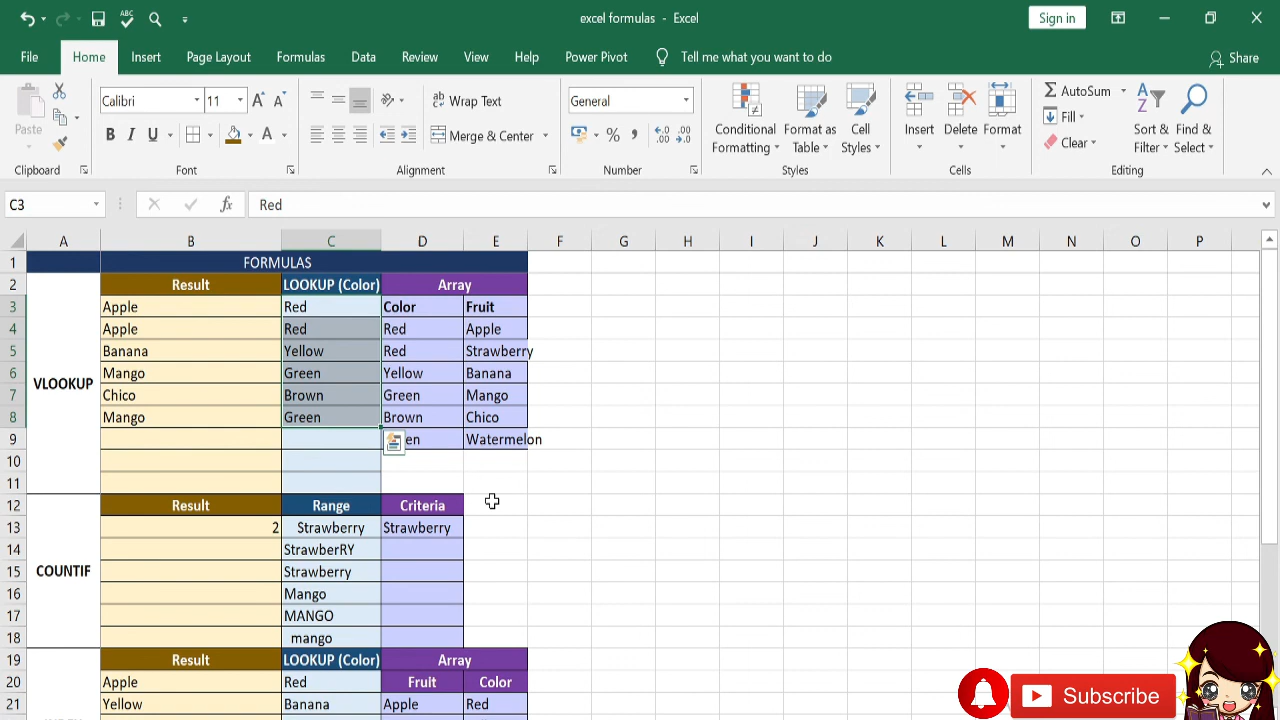 excel formulas - Excel
Sign in
File Home Insert Page Layout Formulas Data Review View Help Power Pivot Tell me what you want to do Share
Paste
Calibri 11
B I U A
Wrap Text
Merge & Center
General
% ,
Conditional Formatting
Format as Table
Cell Styles
Insert Delete Format
AutoSum
Fill
Clear
Sort & Filter
Find & Select
Clipboard Font Alignment Number Styles Cells Editing
C3 fx Red
A B C D E F G H I J K L M N O P
1 FORMULAS
2 Result LOOKUP (Color) Array
3 Apple Red Color Fruit
4 Apple Red Red Apple
5 Banana Yellow Red Strawberry
6 Mango Green Yellow Banana
VLOOKUP
7 Chico Brown Green Mango
8 Mango Green Brown Chico
9 en Watermelon
10
11
12 Result Range Criteria
13 2 Strawberry Strawberry
14 StrawberRY
15 Strawberry
COUNTIF
16 Mango
17 MANGO
18 mango
19 Result LOOKUP (Color) Array
20 Apple Red Fruit Color
21 Yellow Banana Apple Red
Subscribe